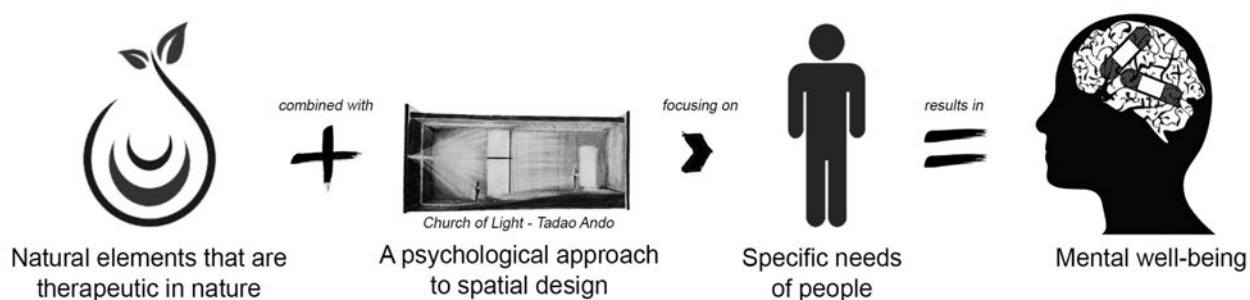 combined with
focusing on
results in
Church of Light - Tadao Ando
Natural elements that are
therapeutic in nature
A psychological approach
to spatial design
Specific needs
of people
Mental well-being